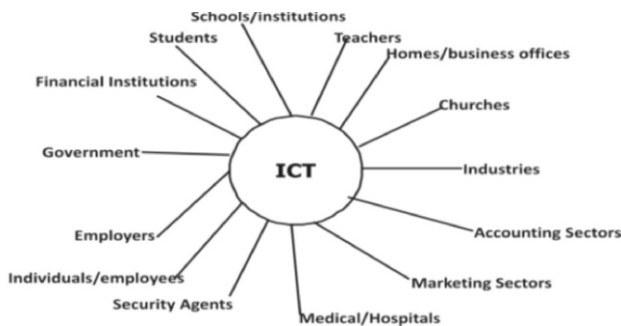 Schools/institutions
Students
Teachers
Homes/business offices
Financial Institutions
Churches
Government
ICT
Industries
Employers
Accounting Sectors
Individuals/employees
Marketing Sectors
Security Agents
Medical/Hospitals